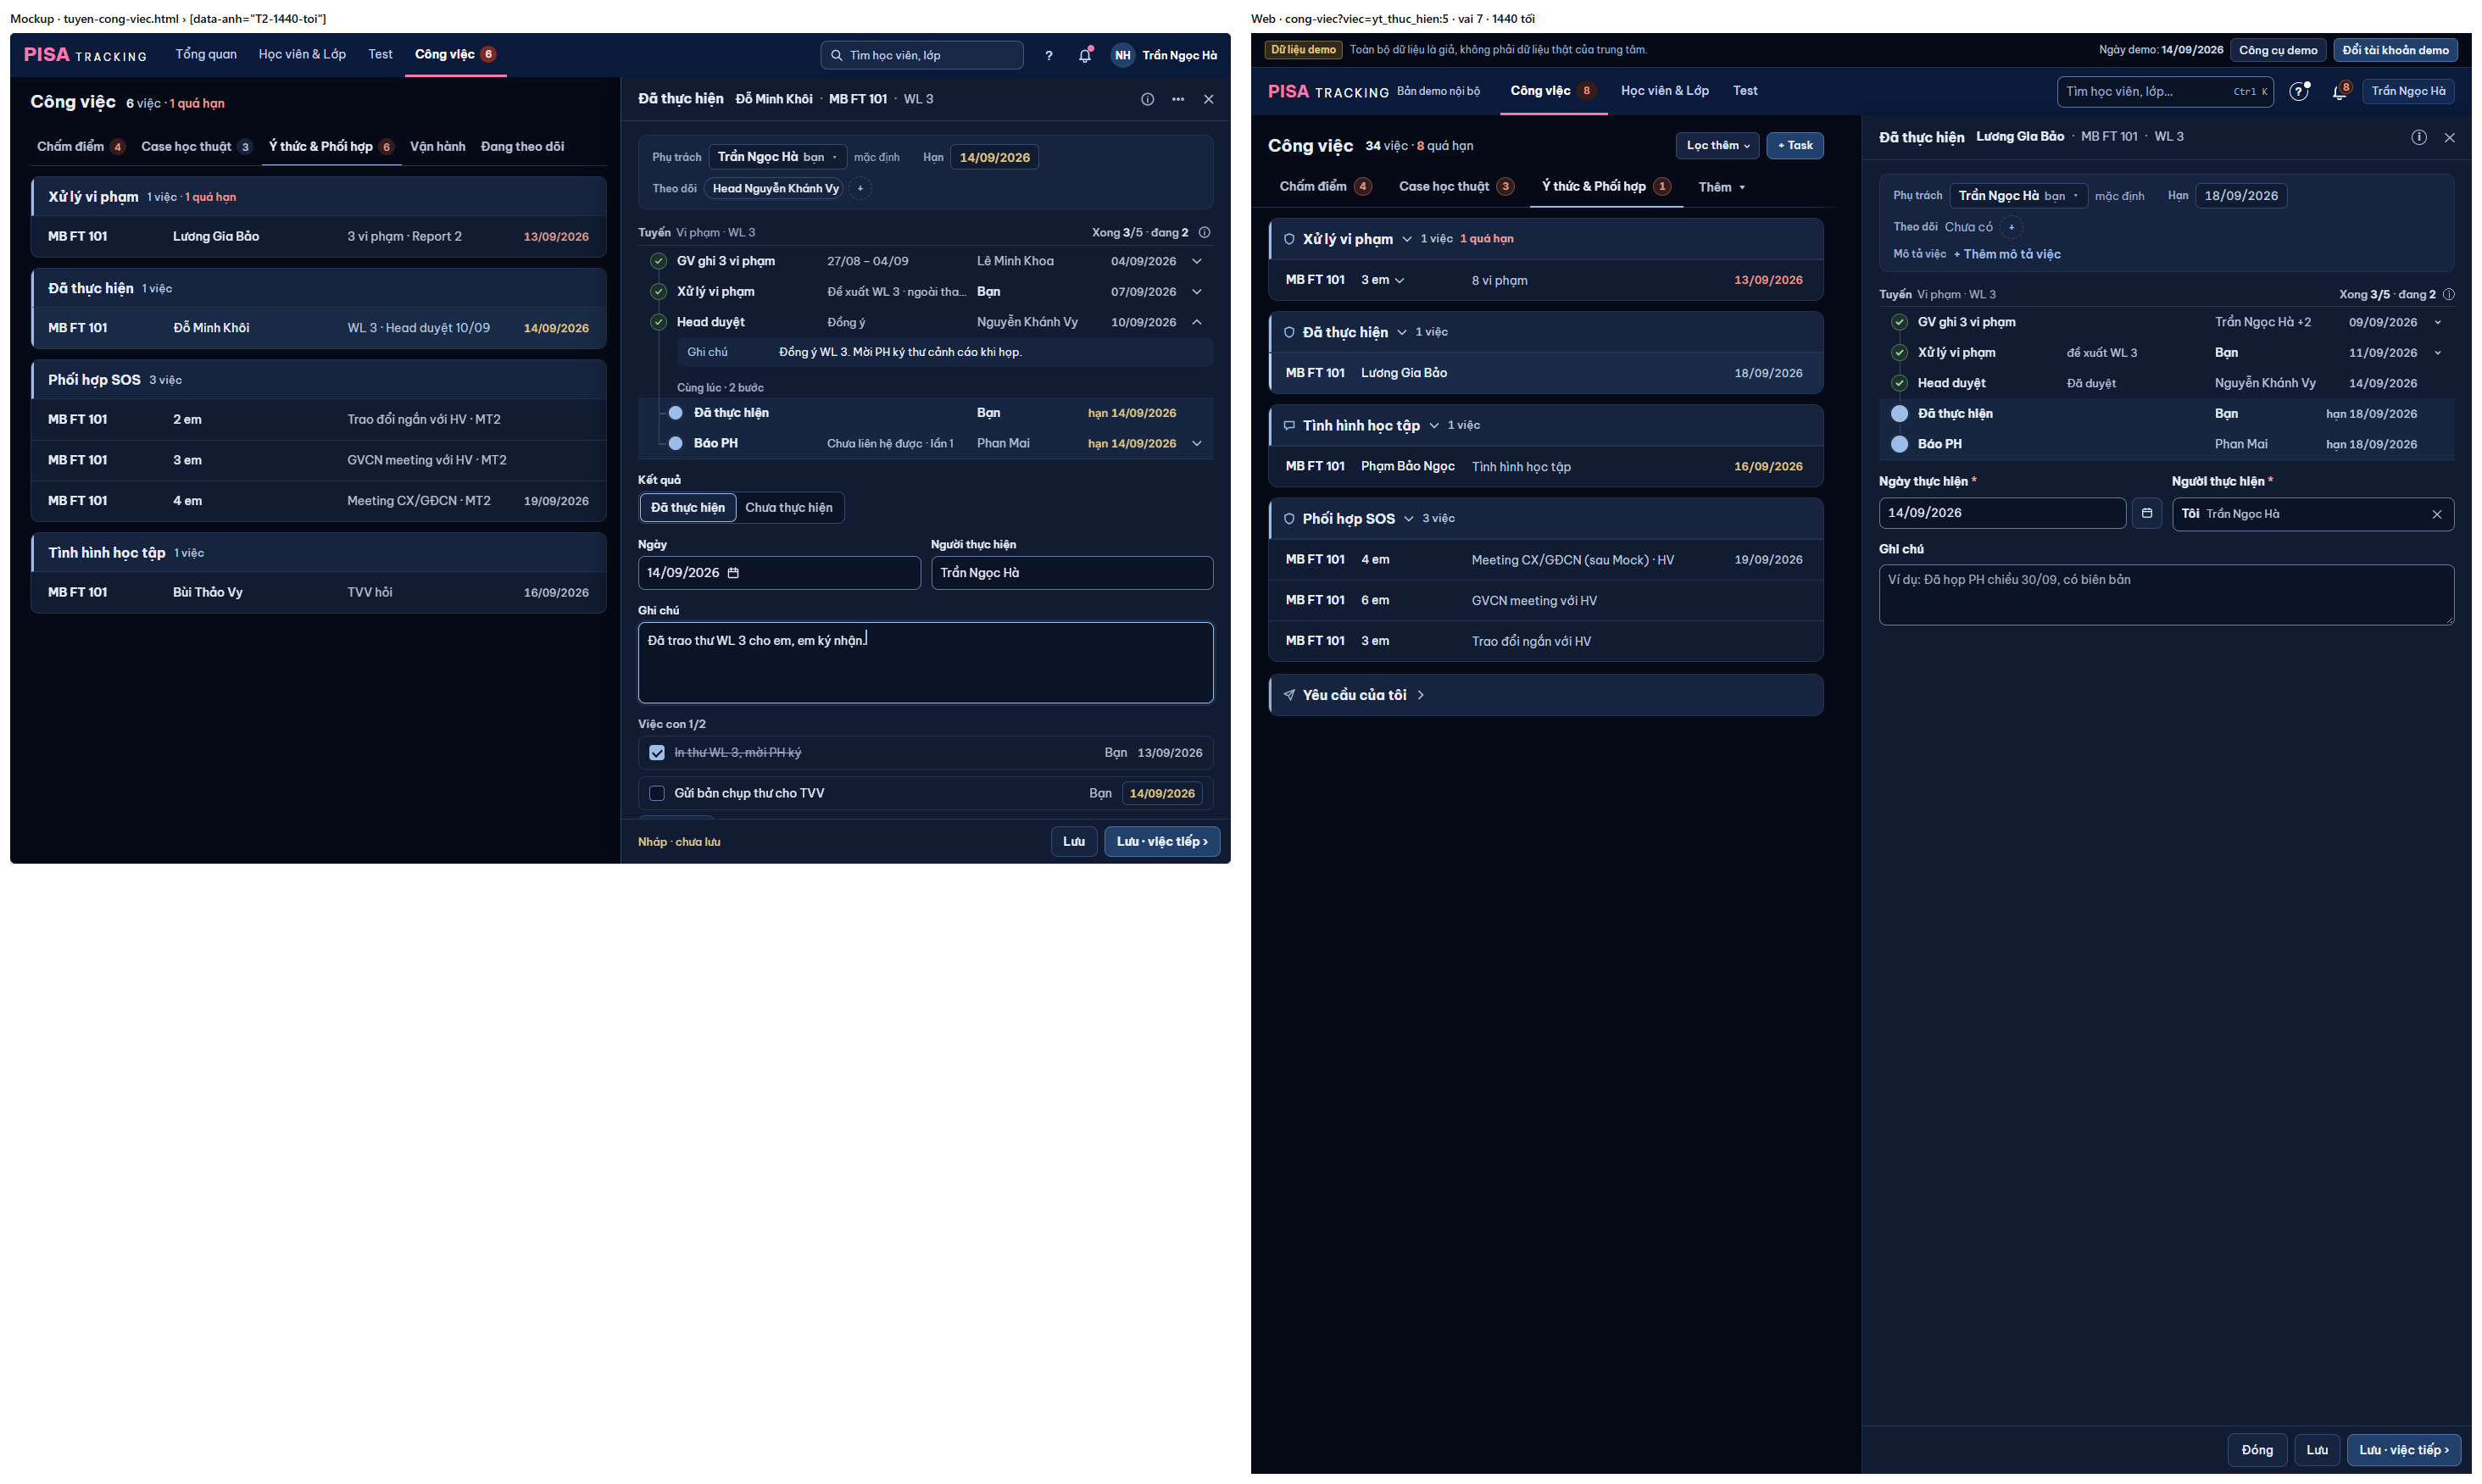 Mockup · tuyen-cong-viec.html › [data-anh="T2-1440-toi"]
PISA TRACKING Tổng quan Học viên & Lớp Test Công việc 6 Tìm học viên, lớp ? NH Trần Ngọc Hà
Công việc 6 việc · 1 quá hạn
Chấm điểm 4 Case học thuật 3 Ý thức & Phối hợp 6 Vận hành Đang theo dõi
Xử lý vi phạm 1 việc · 1 quá hạn
MB FT 101 Lương Gia Bảo 3 vi phạm · Report 2 13/09/2026
Đã thực hiện 1 việc
MB FT 101 Đỗ Minh Khôi WL 3 · Head duyệt 10/09 14/09/2026
Phối hợp SOS 3 việc
MB FT 101 2 em Trao đổi ngắn với HV · MT2
MB FT 101 3 em GVCN meeting với HV · MT2
MB FT 101 4 em Meeting CX/GĐCN · MT2 19/09/2026
Tình hình học tập 1 việc
MB FT 101 Bùi Thảo Vy TVV hỏi 16/09/2026
Đã thực hiện Đỗ Minh Khôi · MB FT 101 · WL 3
Phụ trách Trần Ngọc Hà bạn mặc định Hạn 14/09/2026
Theo dõi Head Nguyễn Khánh Vy +
Tuyến Vi phạm · WL 3 Xong 3/5 · đang 2
GV ghi 3 vi phạm 27/08 – 04/09 Lê Minh Khoa 04/09/2026
Xử lý vi phạm Đề xuất WL 3 · ngoài tha... Bạn 07/09/2026
Head duyệt Đồng ý Nguyễn Khánh Vy 10/09/2026
Ghi chú Đồng ý WL 3. Mời PH ký thư cảnh cáo khi họp.
Cùng lúc · 2 bước
Đã thực hiện Bạn hạn 14/09/2026
Báo PH Chưa liên hệ được · lần 1 Phan Mai hạn 14/09/2026
Kết quả
Đã thực hiện Chưa thực hiện
Ngày Người thực hiện
14/09/2026 Trần Ngọc Hà
Ghi chú
Đã trao thư WL 3 cho em, em ký nhận.
Việc con 1/2
In thư WL 3, mời PH ký Bạn 13/09/2026
Gửi bản chụp thư cho TVV Bạn 14/09/2026
Nháp · chưa lưu Lưu Lưu · việc tiếp ›
Web · cong-viec?viec=yt_thuc_hien:5 · vai 7 · 1440 tối
Dữ liệu demo Toàn bộ dữ liệu là giả, không phải dữ liệu thật của trung tâm. Ngày demo: 14/09/2026 Công cụ demo Đổi tài khoản demo
PISA TRACKING Bản demo nội bộ Công việc 8 Học viên & Lớp Test Tìm học viên, lớp... Ctrl K ? 8 Trần Ngọc Hà
Công việc 34 việc · 8 quá hạn Lọc thêm + Task
Chấm điểm 4 Case học thuật 3 Ý thức & Phối hợp 1 Thêm
Xử lý vi phạm 1 việc 1 quá hạn
MB FT 101 3 em 8 vi phạm 13/09/2026
Đã thực hiện 1 việc
MB FT 101 Lương Gia Bảo 18/09/2026
Tình hình học tập 1 việc
MB FT 101 Phạm Bảo Ngọc Tình hình học tập 16/09/2026
Phối hợp SOS 3 việc
MB FT 101 4 em Meeting CX/GĐCN (sau Mock) · HV 19/09/2026
MB FT 101 6 em GVCN meeting với HV
MB FT 101 3 em Trao đổi ngắn với HV
Yêu cầu của tôi
Đã thực hiện Lương Gia Bảo · MB FT 101 · WL 3
Phụ trách Trần Ngọc Hà bạn mặc định Hạn 18/09/2026
Theo dõi Chưa có +
Mô tả việc + Thêm mô tả việc
Tuyến Vi phạm · WL 3 Xong 3/5 · đang 2
GV ghi 3 vi phạm Trần Ngọc Hà +2 09/09/2026
Xử lý vi phạm đề xuất WL 3 Bạn 11/09/2026
Head duyệt Đã duyệt Nguyễn Khánh Vy 14/09/2026
Đã thực hiện Bạn hạn 18/09/2026
Báo PH Phan Mai hạn 18/09/2026
Ngày thực hiện * Người thực hiện *
14/09/2026 Tôi Trần Ngọc Hà
Ghi chú
Ví dụ: Đã họp PH chiều 30/09, có biên bản
Đóng Lưu Lưu · việc tiếp ›